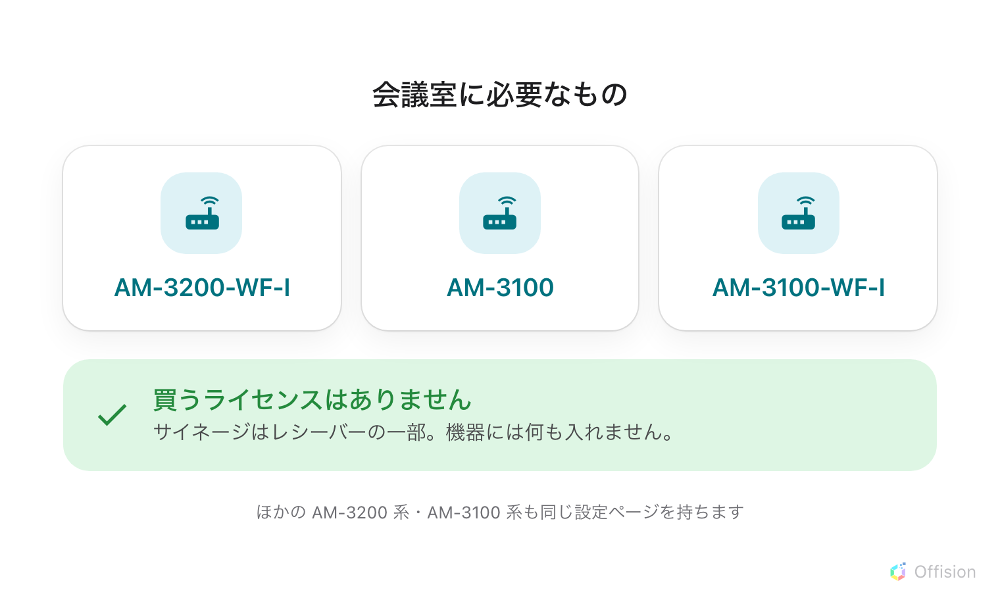 会議室に必要なもの
AM-3200-WF-I
AM-3100
AM-3100-WF-I
買うライセンスはありません
サイネージはレシーバーの一部。機器には何も入れません。
ほかの AM-3200 系・AM-3100 系も同じ設定ページを持ちます
Offision